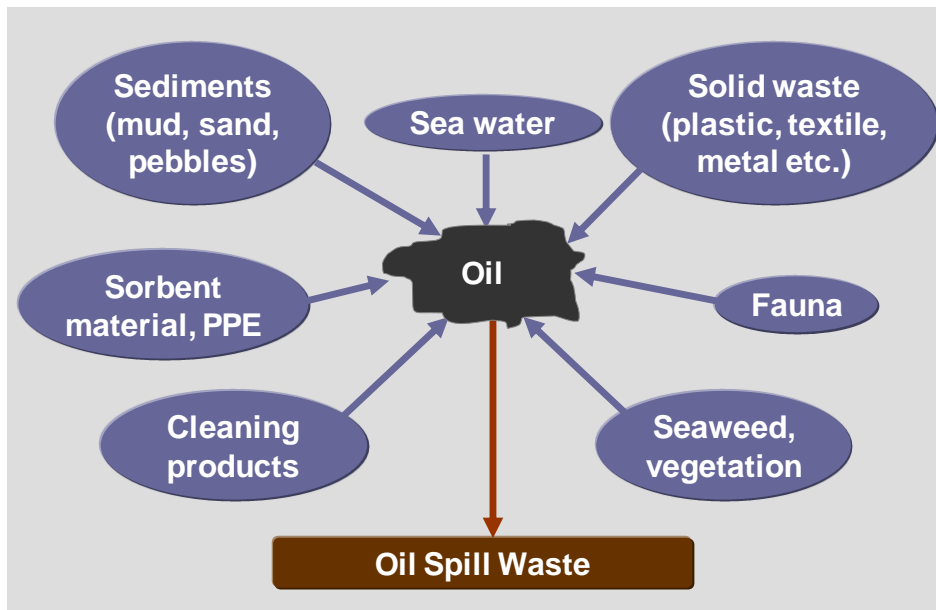 Sediments
(mud, sand,
pebbles)
Sea water
Solid waste
(plastic, textile,
metal etc.)
Oil
Sorbent
material, PPE
Fauna
Cleaning
products
Seaweed,
vegetation
Oil Spill Waste